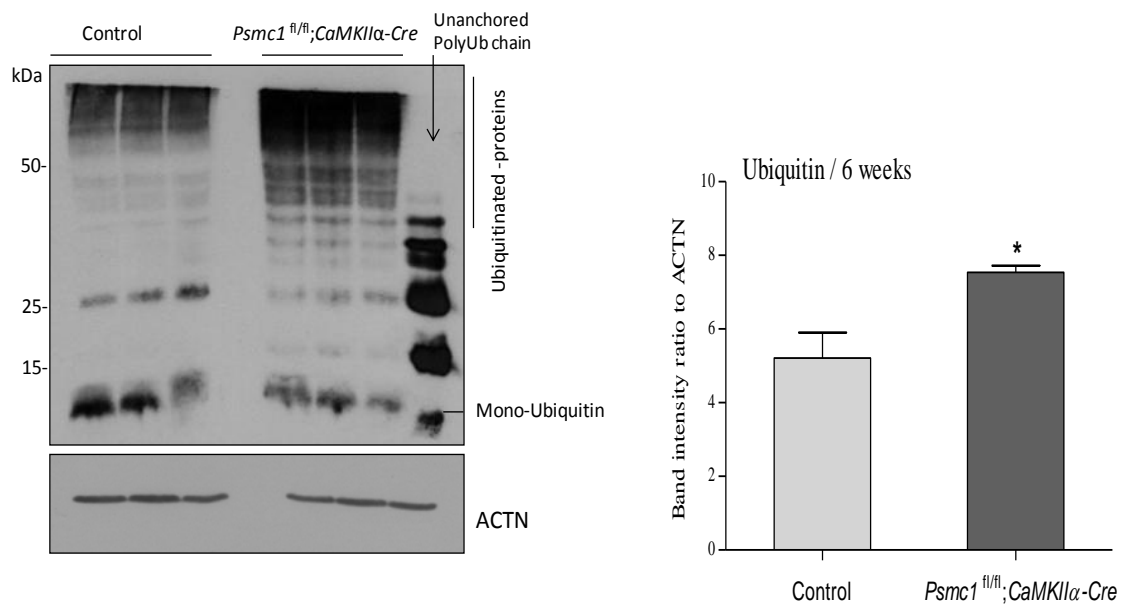 Control
Psmc1 fl/fl;CaMKIIα-Cre
Unanchored
PolyUb chain
kDa
50-
25-
15-
Ubiquitinated -proteins
Mono-Ubiquitin
ACTN
Ubiquitin / 6 weeks
Band intensity ratio to ACTN
10
8
6
4
2
0
*
Control
Psmc1 fl/fl;CaMKIIα-Cre